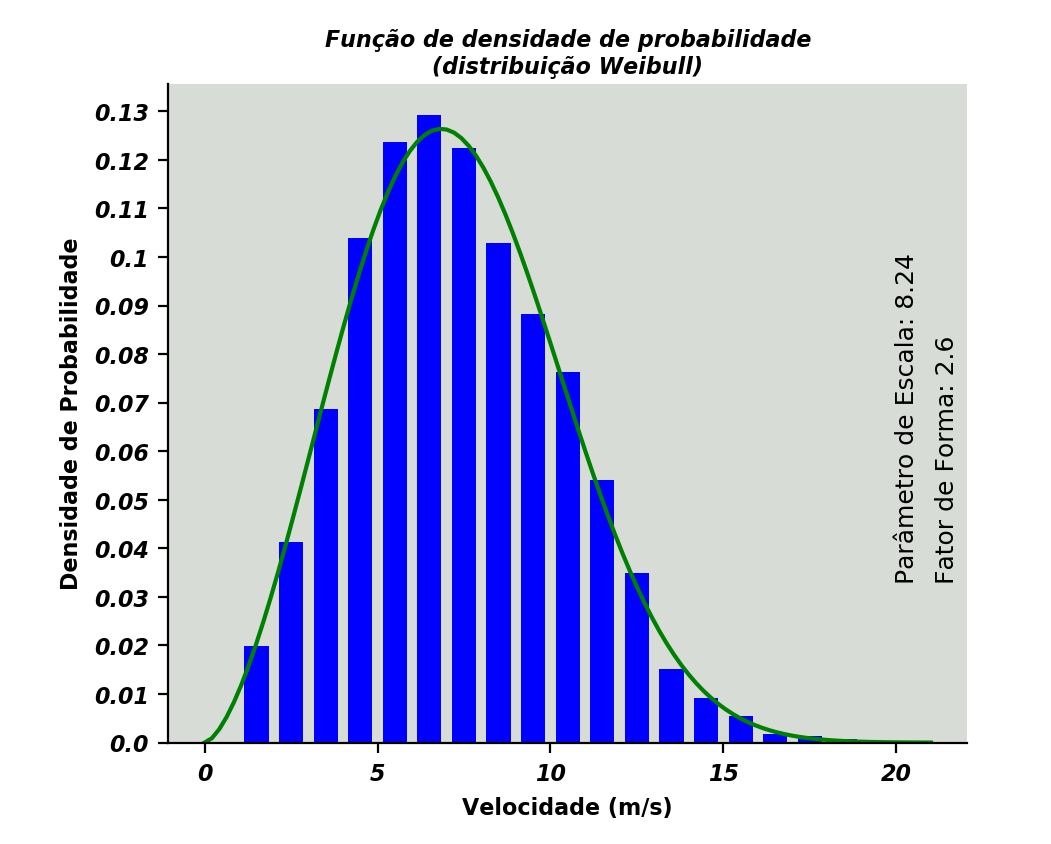 Função de densidade de probabilidade
(distribuição Weibull)
Densidade de Probabilidade
0.13
0.12
0.11
0.1
0.09
0.08
0.07
0.06
0.05
0.04
0.03
0.02
0.01
0.0
Parâmetro de Escala: 8.24
Fator de Forma: 2.6
0 5 10 15 20
Velocidade (m/s)